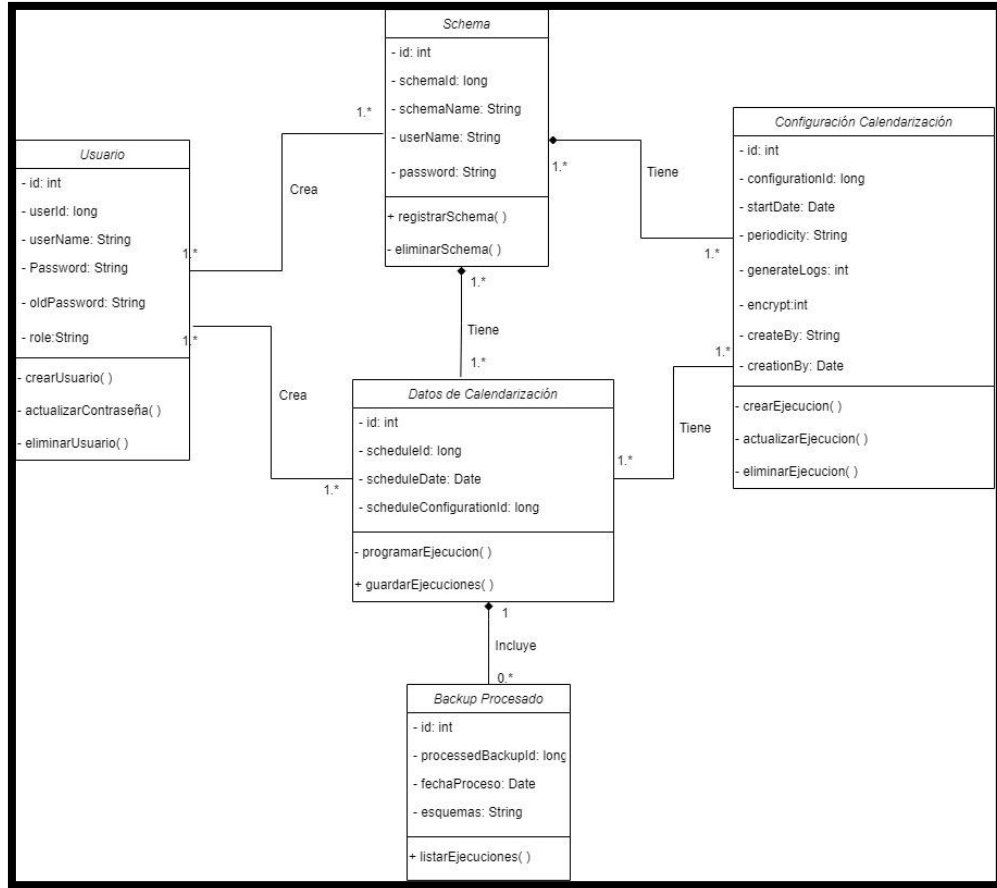 Schema
- id: int
- schemaId: long
- schemaName: String
- userName: String
- password: String
+ registrarSchema( )
- eliminarSchema( )
1.*
1.*
1.*
Usuario
- id: int
- userId: long
- userName: String
- Password: String
- oldPassword: String
- role:String
- crearUsuario( )
- actualizarContraseña( )
- eliminarUsuario( )
1.*
1.*
Crea
Crea
1.*
Tiene
1.*
Tiene
1.*
Configuración Calendarización
- id: int
- configurationId: long
- startDate: Date
- periodicity: String
- generateLogs: int
- encrypt:int
- createBy: String
- creationBy: Date
- crearEjecucion( )
- actualizarEjecucion( )
- eliminarEjecucion( )
1.*
Tiene
1.*
Datos de Calendarización
- id: int
- scheduleId: long
- scheduleDate: Date
- scheduleConfigurationId: long
- programarEjecucion( )
+ guardarEjecuciones( )
1
Incluye
0.*
Backup Procesado
- id: int
- processedBackupId: long
- fechaProceso: Date
- esquemas: String
+ listarEjecuciones( )